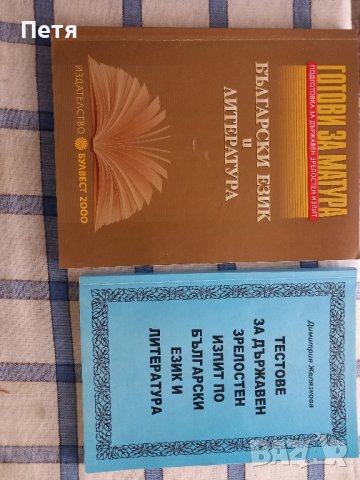 Петя
ГОТОВИ ЗА МАТУРА
ПОДГОТОВКА ЗА ДЪРЖАВЕН ЗРЕЛОСТЕН ИЗПИТ
БЪЛГАРСКИ ЕЗИК
и
ЛИТЕРАТУРА
ИЗДАТЕЛСТВО БУЛВЕСТ 2000
Димитрия Желязкова
ТЕСТОВЕ
ЗА ДЪРЖАВЕН
ЗРЕЛОСТЕН
ИЗПИТ ПО
БЪЛГАРСКИ
ЕЗИК И
ЛИТЕРАТУРА